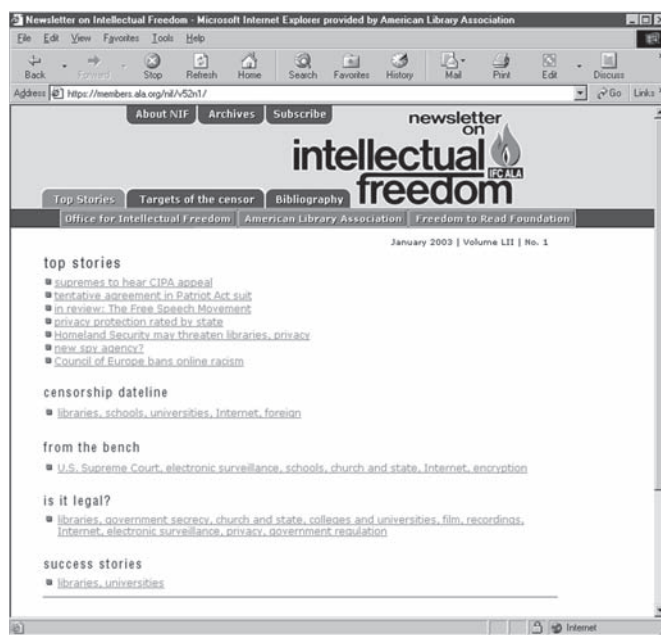 Newsletter on Intellectual Freedom - Microsoft Internet Explorer provided by American Library Association
File Edit View Favorites Tools Help
Back Forward Stop Refresh Home Search Favorites History Mail Print Edit Discuss
Address https://members.ala.org/nif/v52n1/ Go Links
About NIF Archives Subscribe
newsletter
on
intellectual
IFC ALA
freedom
Top Stories Targets of the censor Bibliography
Office for Intellectual Freedom American Library Association Freedom to Read Foundation
January 2003 | Volume LII | No. 1
top stories
supremes to hear CIPA appeal
tentative agreement in Patriot Act suit
in review: The Free Speech Movement
privacy protection rated by state
Homeland Security may threaten libraries, privacy
new spy agency?
Council of Europe bans online racism
censorship dateline
libraries, schools, universities, Internet, foreign
from the bench
U.S. Supreme Court, electronic surveillance, schools, church and state, Internet, encryption
is it legal?
libraries, government secrecy, church and state, colleges and universities, film, recordings,
Internet, electronic surveillance, privacy, government regulation
success stories
libraries, universities
Internet